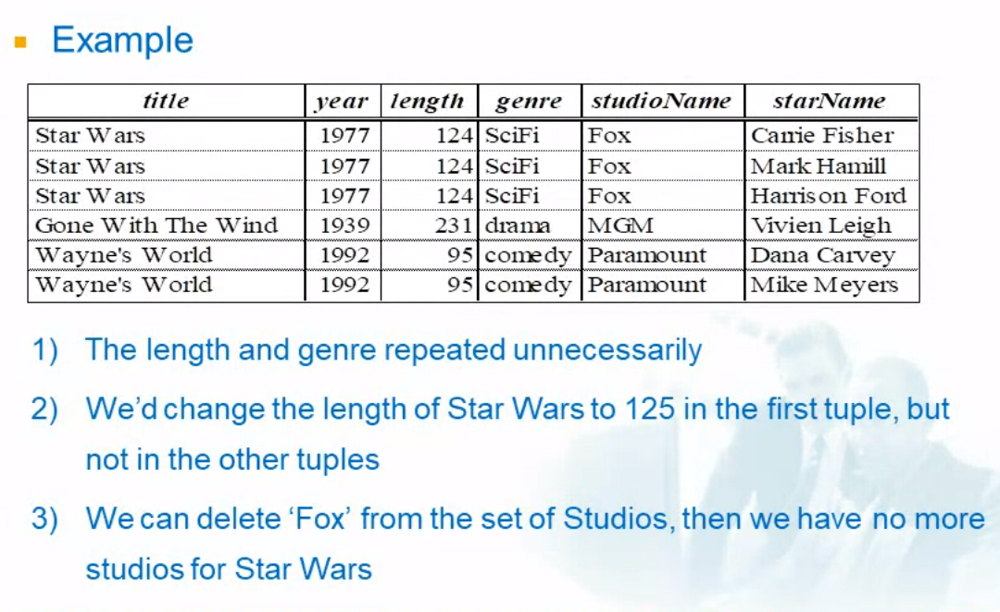 Example
title year length genre studioName starName
Star Wars 1977 124 SciFi Fox Carrie Fisher
Star Wars 1977 124 SciFi Fox Mark Hamill
Star Wars 1977 124 SciFi Fox Harrison Ford
Gone With The Wind 1939 231 drama MGM Vivien Leigh
Wayne's World 1992 95 comedy Paramount Dana Carvey
Wayne's World 1992 95 comedy Paramount Mike Meyers
1) The length and genre repeated unnecessarily
2) We'd change the length of Star Wars to 125 in the first tuple, but
not in the other tuples
3) We can delete ‘Fox’ from the set of Studios, then we have no more
studios for Star Wars